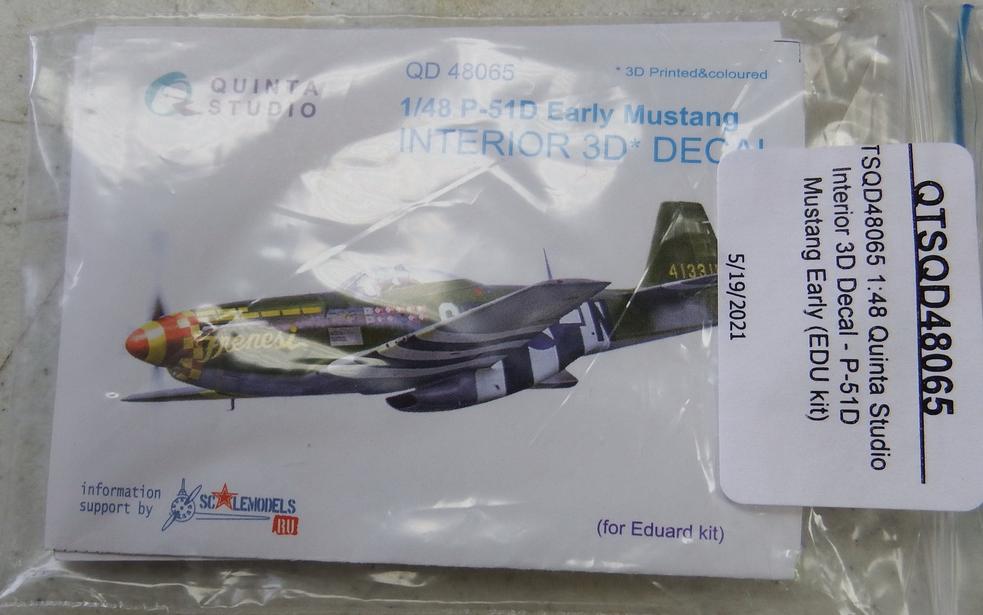 QUINTA
STUDIO
QD 48065
* 3D Printed&coloured
1/48 P-51D Early Mustang
INTERIOR 3D* DECAL
Frenesi
information
support by
SCALEMODELS
RU
(for Eduard kit)
QTSQD48065
TSQD48065 1:48 Quinta Studio
Interior 3D Decal - P-51D
Mustang Early (EDU kit)
5/19/2021